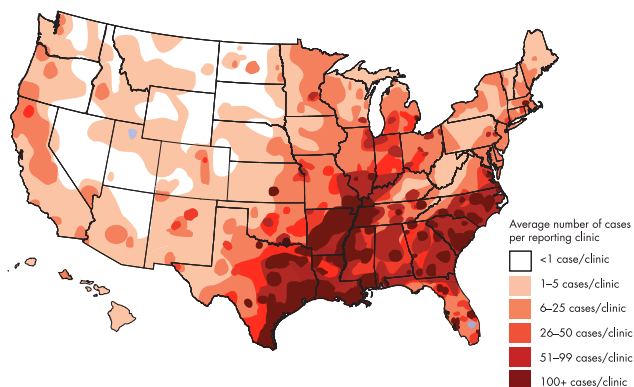 Average number of cases
per reporting clinic
<1 case/clinic
1–5 cases/clinic
6–25 cases/clinic
26–50 cases/clinic
51–99 cases/clinic
100+ cases/clinic